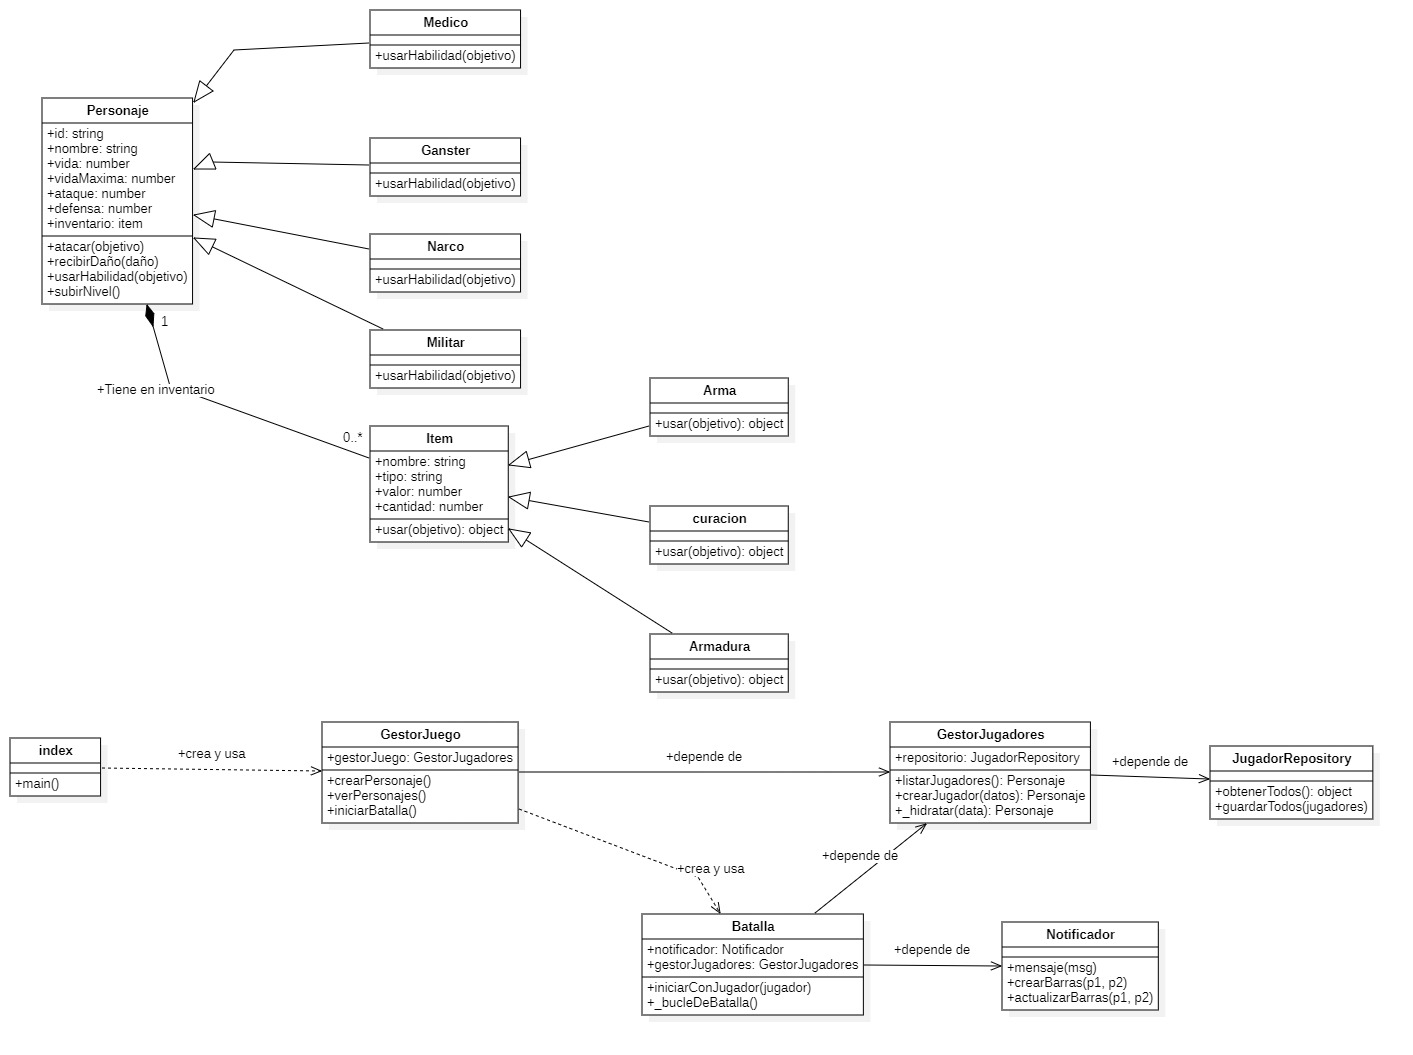 Medico
+usarHabilidad(objetivo)
Personaje
+id: string
+nombre: string
+vida: number
+vidaMaxima: number
+ataque: number
+defensa: number
+inventario: item
+atacar(objetivo)
+recibirDaño(daño)
+usarHabilidad(objetivo)
+subirNivel()
Ganster
+usarHabilidad(objetivo)
Narco
+usarHabilidad(objetivo)
Militar
+usarHabilidad(objetivo)
1
+Tiene en inventario
0..*
Item
+nombre: string
+tipo: string
+valor: number
+cantidad: number
+usar(objetivo): object
Arma
+usar(objetivo): object
curacion
+usar(objetivo): object
Armadura
+usar(objetivo): object
index
+main()
+crea y usa
GestorJuego
+gestorJuego: GestorJugadores
+crearPersonaje()
+verPersonajes()
+iniciarBatalla()
+depende de
GestorJugadores
+repositorio: JugadorRepository
+listarJugadores(): Personaje
+crearJugador(datos): Personaje
+_hidratar(data): Personaje
+depende de
JugadorRepository
+obtenerTodos(): object
+guardarTodos(jugadores)
+crea y usa
+depende de
Batalla
+notificador: Notificador
+gestorJugadores: GestorJugadores
+iniciarConJugador(jugador)
+_bucleDeBatalla()
+depende de
Notificador
+mensaje(msg)
+crearBarras(p1, p2)
+actualizarBarras(p1, p2)